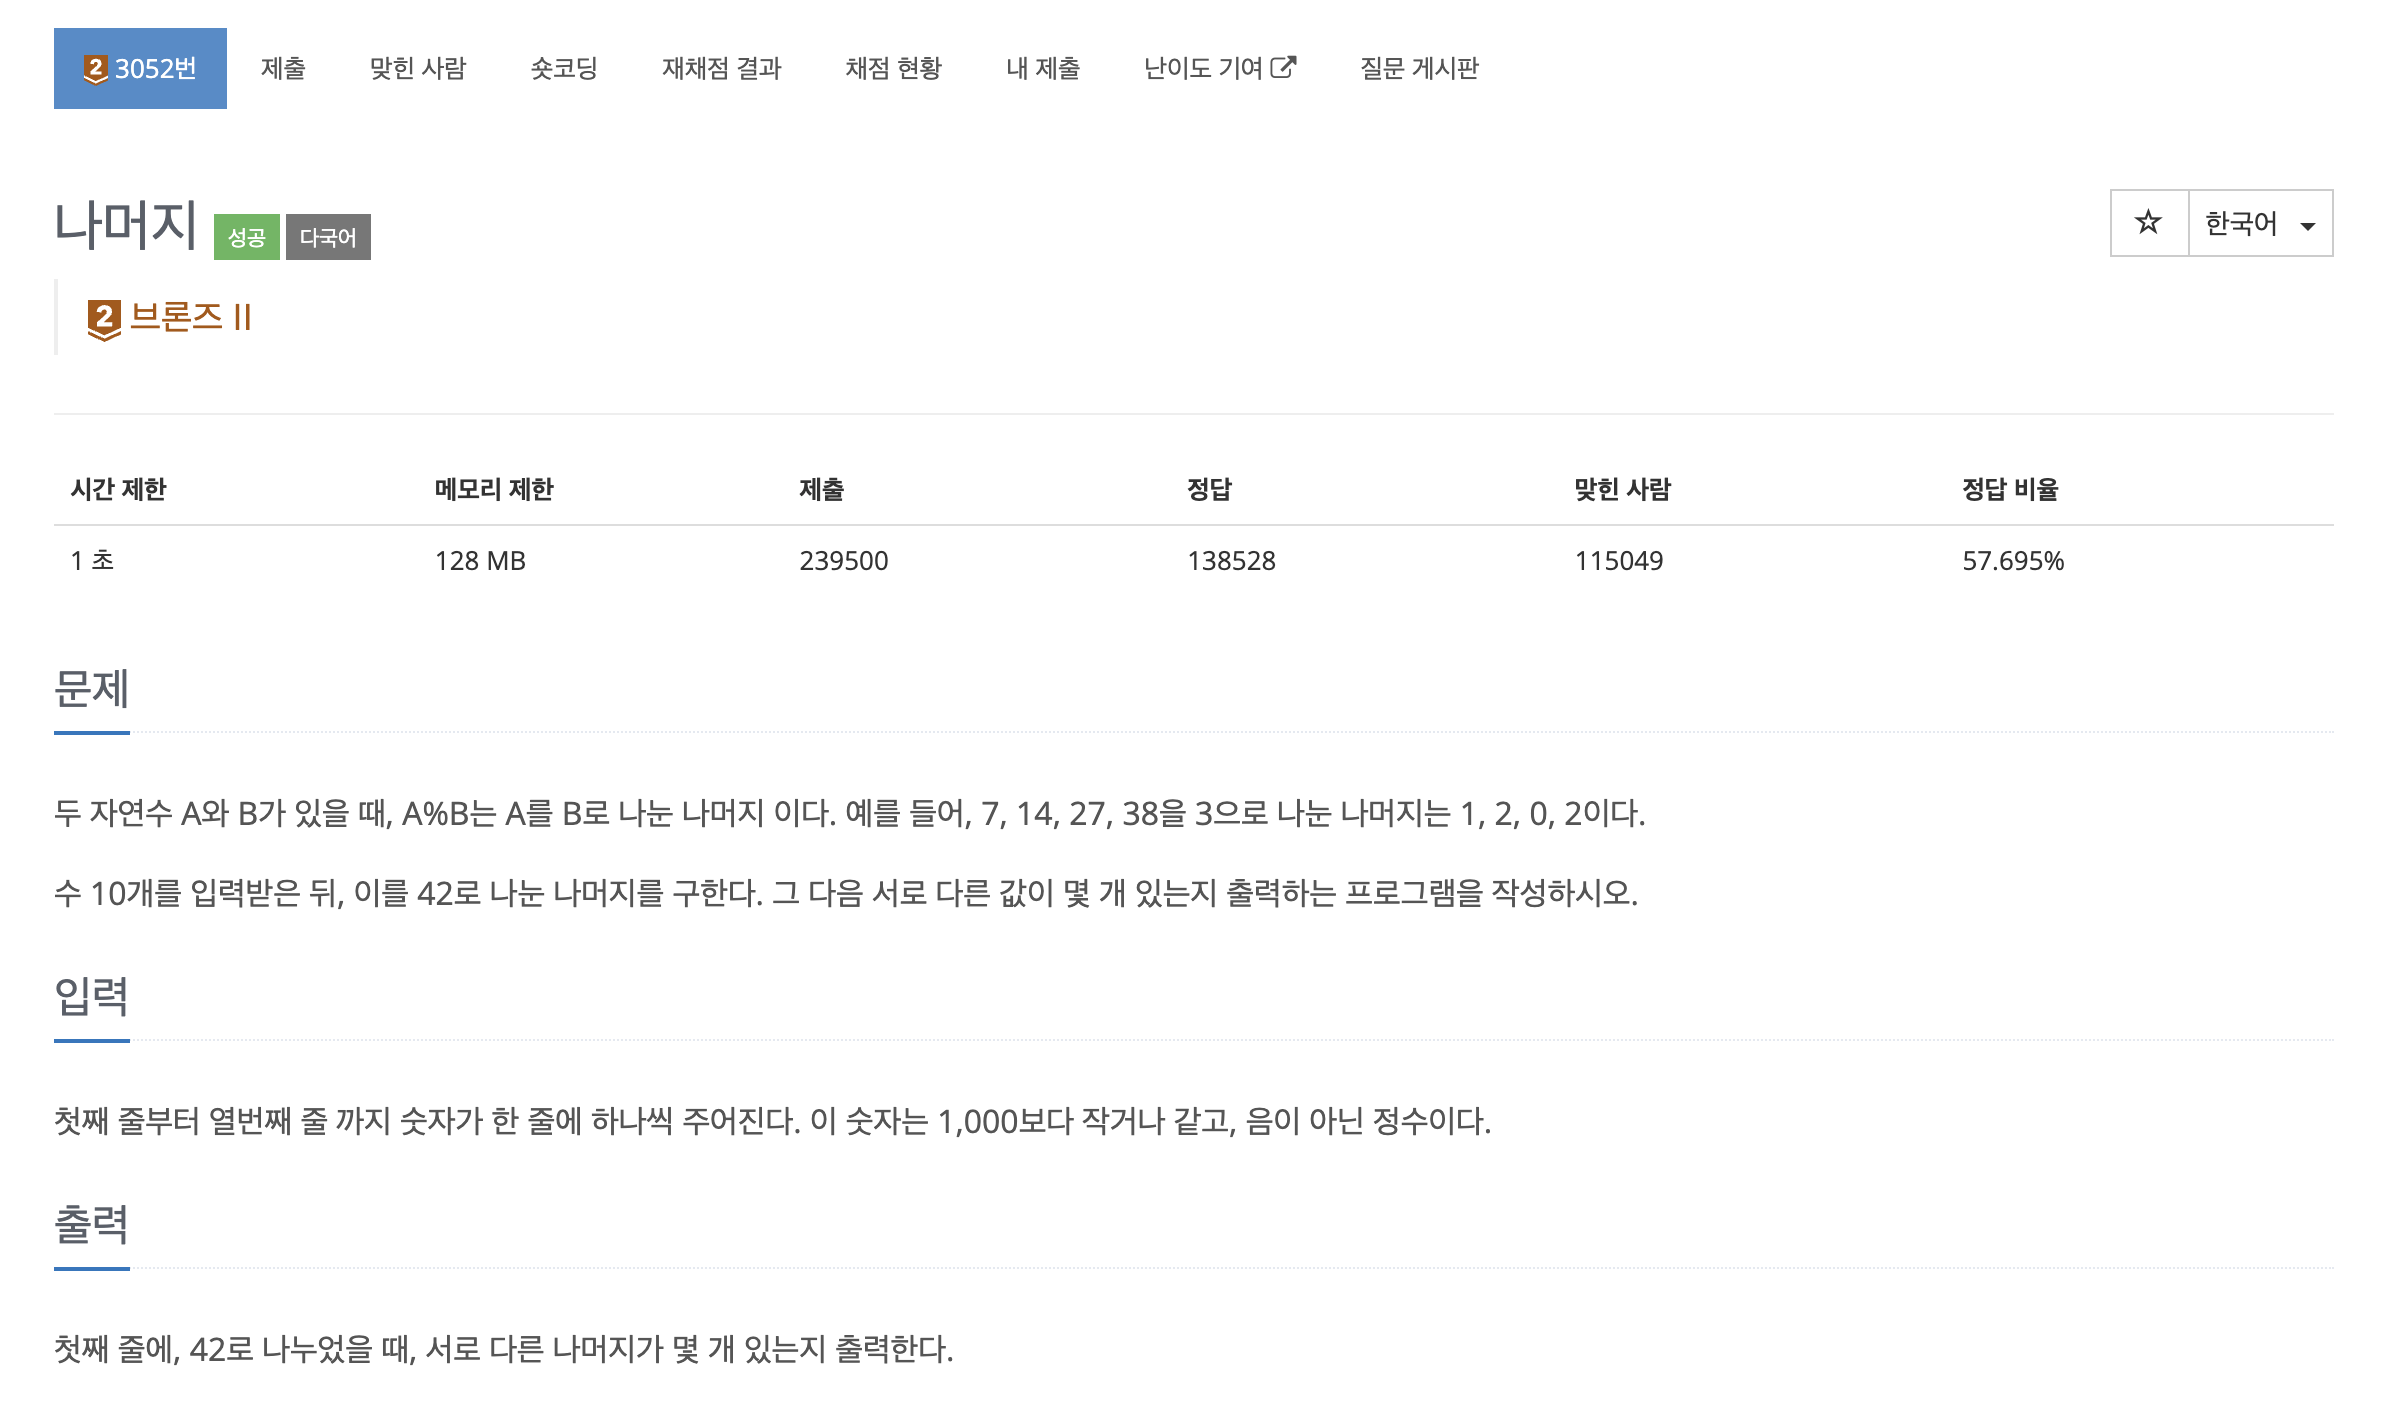 2 3052번 제출 맞힌 사람 숏코딩 재채점 결과 채점 현황 내 제출 난이도 기여 질문 게시판
나머지 성공 다국어 한국어
2 브론즈 II
시간 제한 메모리 제한 제출 정답 맞힌 사람 정답 비율
1 초 128 MB 239500 138528 115049 57.695%
문제
두 자연수 A와 B가 있을 때, A%B는 A를 B로 나눈 나머지 이다. 예를 들어, 7, 14, 27, 38을 3으로 나눈 나머지는 1, 2, 0, 2이다.
수 10개를 입력받은 뒤, 이를 42로 나눈 나머지를 구한다. 그 다음 서로 다른 값이 몇 개 있는지 출력하는 프로그램을 작성하시오.
입력
첫째 줄부터 열번째 줄 까지 숫자가 한 줄에 하나씩 주어진다. 이 숫자는 1,000보다 작거나 같고, 음이 아닌 정수이다.
출력
첫째 줄에, 42로 나누었을 때, 서로 다른 나머지가 몇 개 있는지 출력한다.